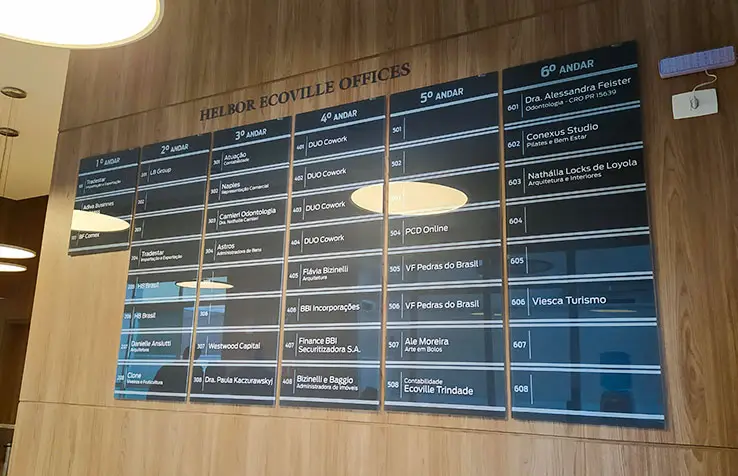 HELBOR ECOVILLE OFFICES
1º ANDAR
Tradestar
Importação e Exportação
BF Comex
2º ANDAR
201 LB Group
204 Tradestar
Importação e Exportação
205 HB Brasil
206 HB Brasil
207 Danielle Ansiutti
Arquitetura
208 Clone
Viveiros e Fruticultura
3º ANDAR
301 Atuação
Contabilidade
302 Naples
Representação Comercial
303 Camieri Odontologia
Dra. Nathalie Camieri
304 Astros
Administradora de Bens
306
307 Westwood Capital
308 Dra. Paula Kaczurawskyj
4º ANDAR
401 DUO Cowork
402 DUO Cowork
403 DUO Cowork
404 DUO Cowork
405 Flávia Bizinelli
Arquitetura
406 BBI Incorporações
407 Finance BBI
Securitizadora S.A.
408 Bizinelli e Baggio
Administradora de imóveis
5º ANDAR
501
502
504 PCD Online
505 VF Pedras do Brasil
506 VF Pedras do Brasil
507 Ale Moreira
Arte em Bolos
508 Contabilidade
Ecoville Trindade
6º ANDAR
601 Dra. Alessandra Feister
Odontologia - CRO PR 15639
602 Conexus Studio
Pilates e Bem Estar
603 Nathália Locks de Loyola
Arquitetura e Interiores
604
605
606 Viesca Turismo
607
608